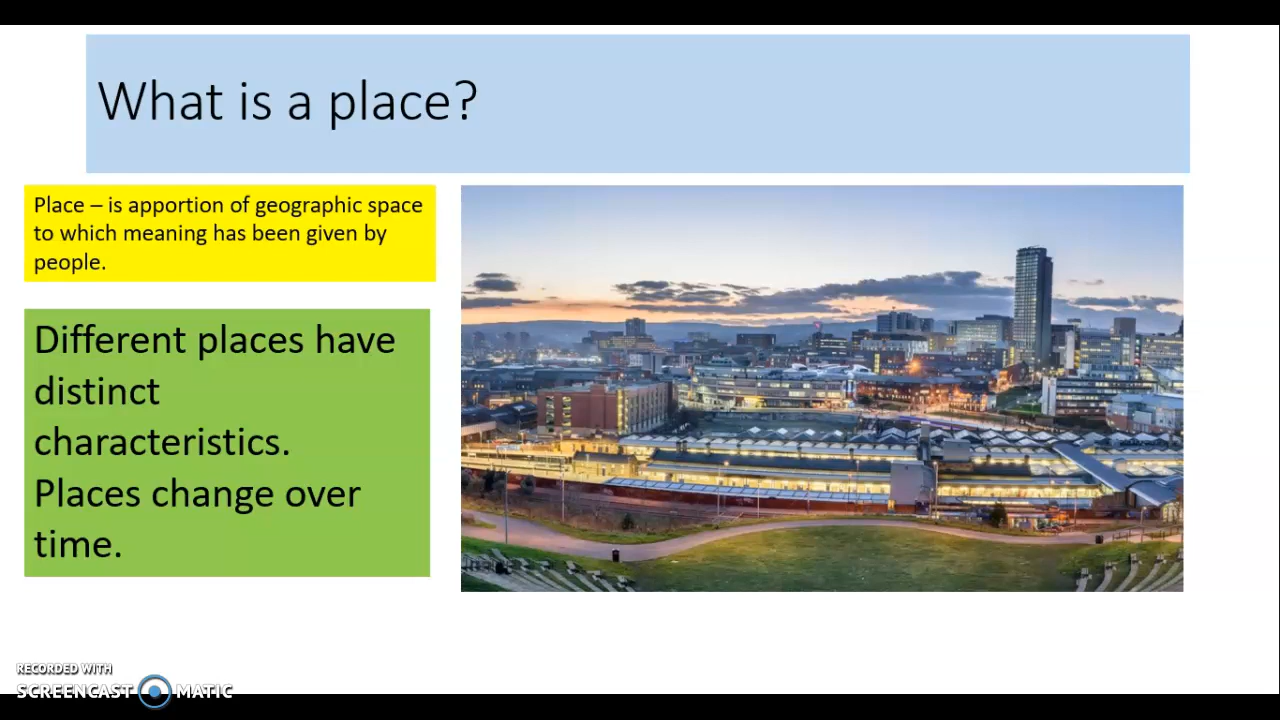 What is a place?
Place – is apportion of geographic space
to which meaning has been given by
people.
Different places have
distinct
characteristics.
Places change over
time.
RECORDED WITH
SCREENCAST MATIC